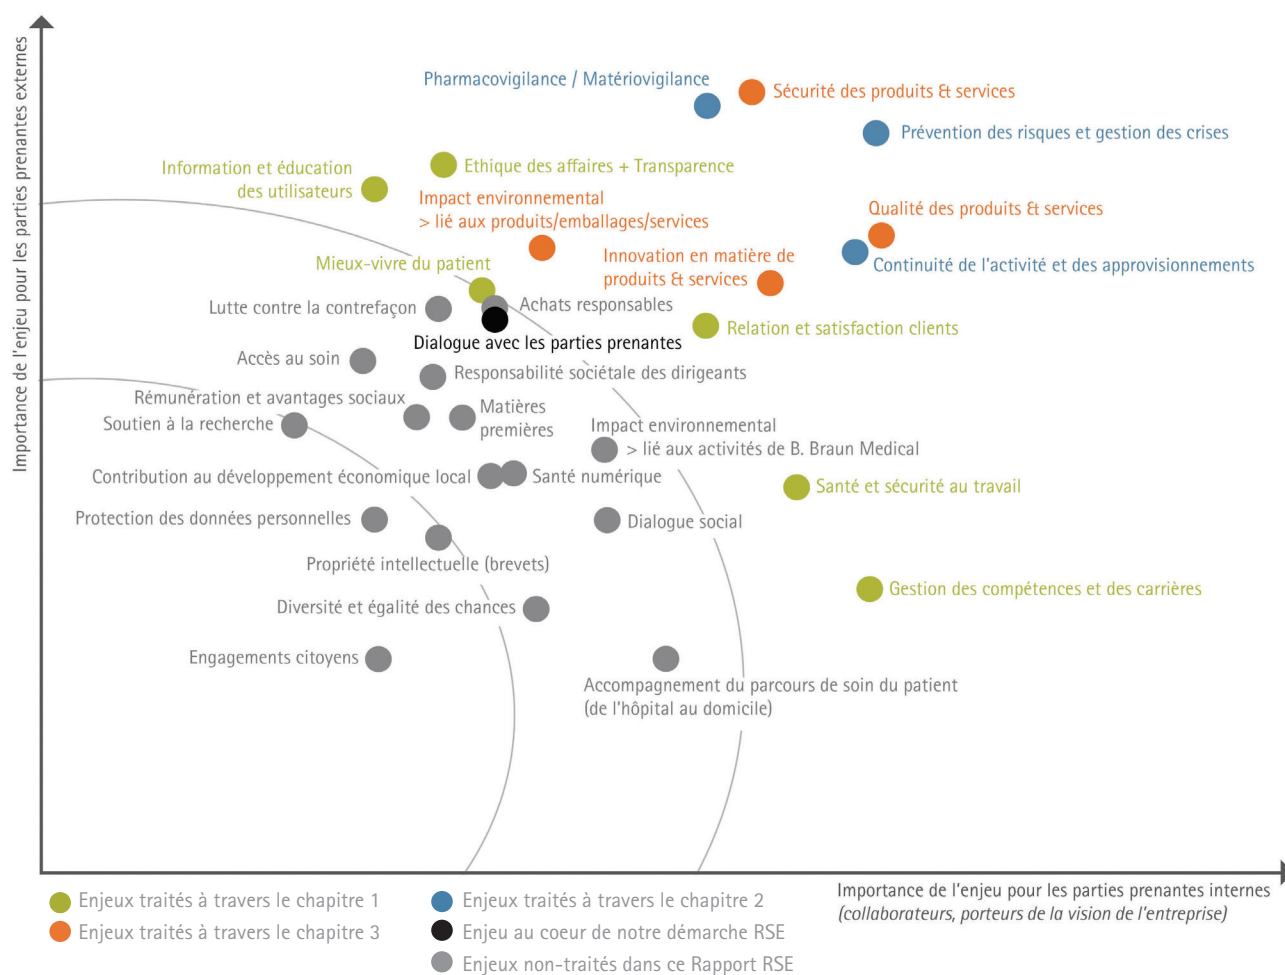 Importance de l'enjeu pour les parties prenantes externes
Pharmacovigilance / Matériovigilance
Sécurité des produits & services
Prévention des risques et gestion des crises
Information et éducation
des utilisateurs
Ethique des affaires + Transparence
Impact environnemental
> lié aux produits/emballages/services
Qualité des produits & services
Innovation en matière de
produits & services
Continuité de l'activité et des approvisionnements
Mieux-vivre du patient
Lutte contre la contrefaçon
Achats responsables
Relation et satisfaction clients
Dialogue avec les parties prenantes
Accès au soin
Responsabilité sociétale des dirigeants
Rémunération et avantages sociaux
Matières
premières
Soutien à la recherche
Impact environnemental
> lié aux activités de B. Braun Medical
Contribution au développement économique local
Santé numérique
Santé et sécurité au travail
Protection des données personnelles
Dialogue social
Propriété intellectuelle (brevets)
Gestion des compétences et des carrières
Diversité et égalité des chances
Engagements citoyens
Accompagnement du parcours de soin du patient
(de l'hôpital au domicile)
Importance de l'enjeu pour les parties prenantes internes
(collaborateurs, porteurs de la vision de l'entreprise)
Enjeux traités à travers le chapitre 1
Enjeux traités à travers le chapitre 3
Enjeux traités à travers le chapitre 2
Enjeu au coeur de notre démarche RSE
Enjeux non-traités dans ce Rapport RSE